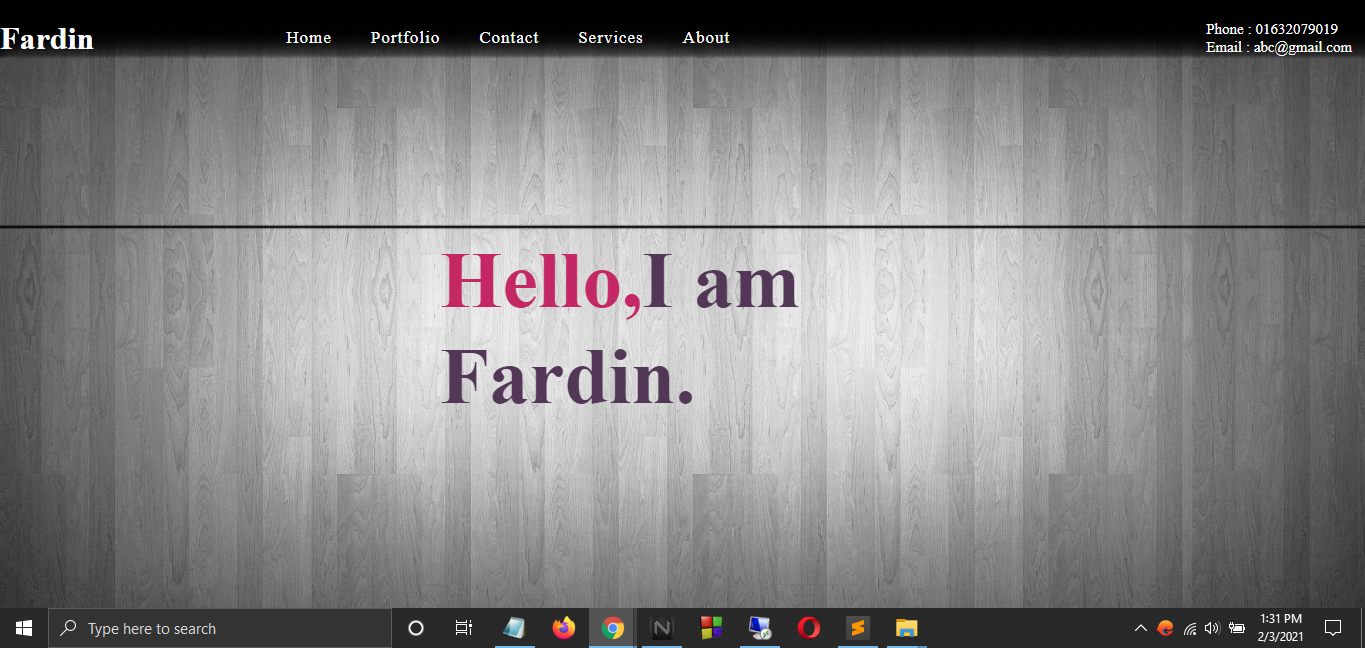 Fardin
Home Portfolio Contact Services About
Phone : 01632079019
Email : abc@gmail.com
Hello,I am
Fardin.
Type here to search
1:31 PM
2/3/2021